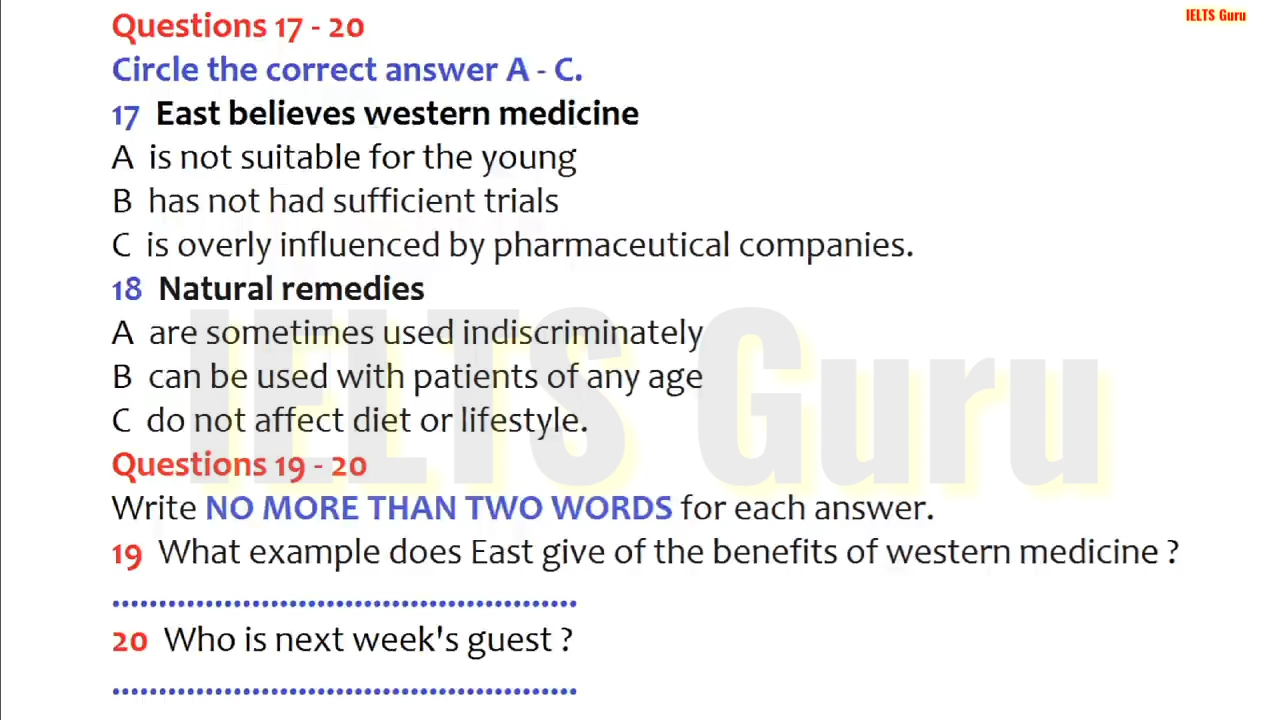 IELTS Guru
Questions 17 - 20
Circle the correct answer A - C.
17 East believes western medicine
A is not suitable for the young
B has not had sufficient trials
C is overly influenced by pharmaceutical companies.
18 Natural remedies
A are sometimes used indiscriminately
B can be used with patients of any age
C do not affect diet or lifestyle.
IELTS Guru
Questions 19 - 20
Write NO MORE THAN TWO WORDS for each answer.
19 What example does East give of the benefits of western medicine ?
..................................................
20 Who is next week's guest ?
..................................................